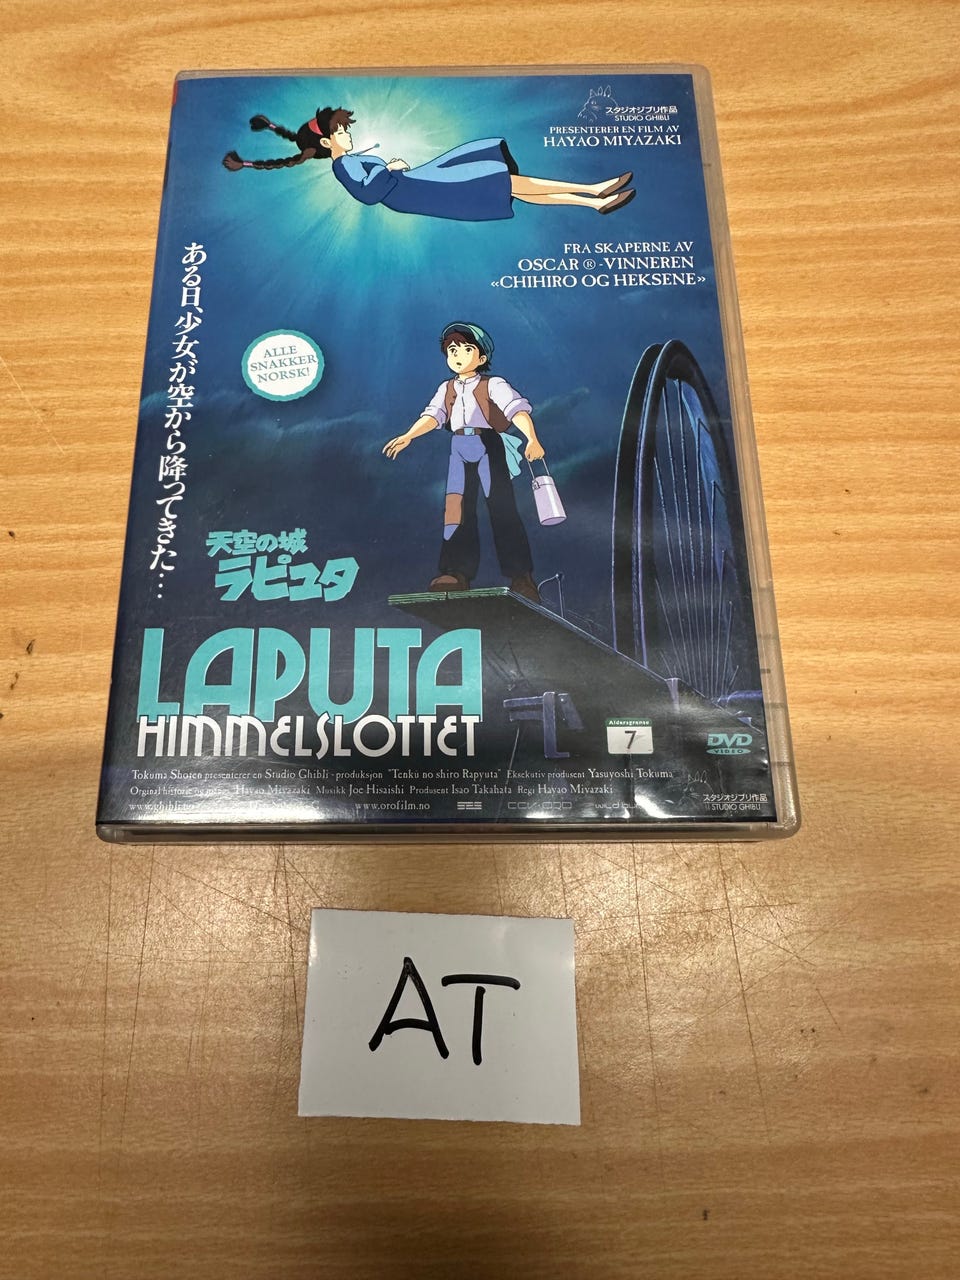 スタジオジブリ作品
STUDIO GHIBLI
PRESENTERER EN FILM AV
HAYAO MIYAZAKI
FRA SKAPERNE AV
OSCAR ® -VINNEREN
«CHIHIRO OG HEKSENE»
ある日、少女が空から降ってきた…
ALLE
SNAKKER
NORSK!
天空の城
ラピュタ
LAPUTA
HIMMELSLOTTET
Aldersgrense
7
DVD
VIDEO
Tokuma Shoten presenterer en Studio Ghibli - produksjon "Tenku no shiro Rapyuta" Eksekutiv produsent Yasuyoshi Tokuma
Orginal historie og Hayao Miyazaki Musikk Joe Hisaishi Produsent Isao Takahata Regi Hayao Miyazaki
www.orofilm.no
スタジオジブリ作品
STUDIO GHIBLI
AT